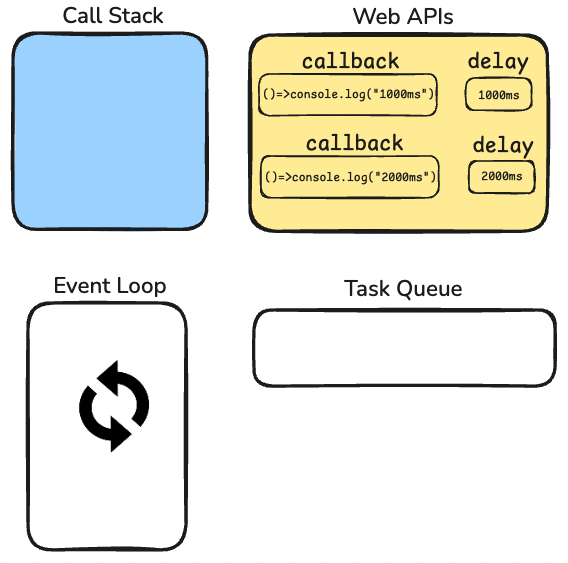 Call Stack
Web APIs
callback
delay
()=>console.log("1000ms")
1000ms
callback
delay
()=>console.log("2000ms")
2000ms
Event Loop
Task Queue